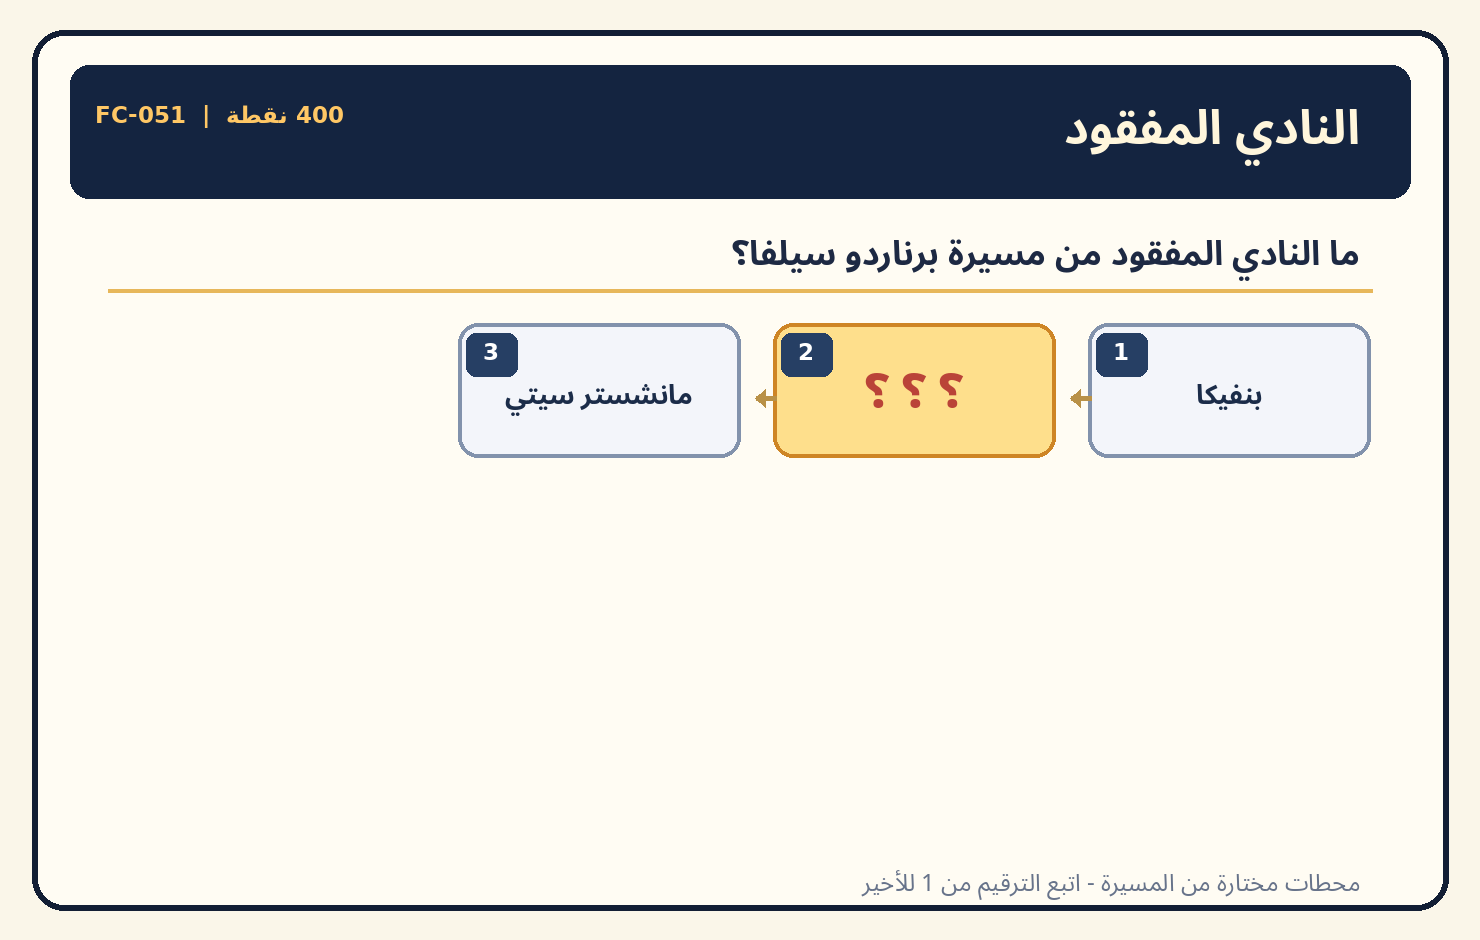 النادي المفقود
400 نقطة | FC-051
ما النادي المفقود من مسيرة برناردو سيلفا؟
1
بنفيكا
2
؟؟؟
3
مانشستر سيتي
محطات مختارة من المسيرة - اتبع الترقيم من 1 للأخير